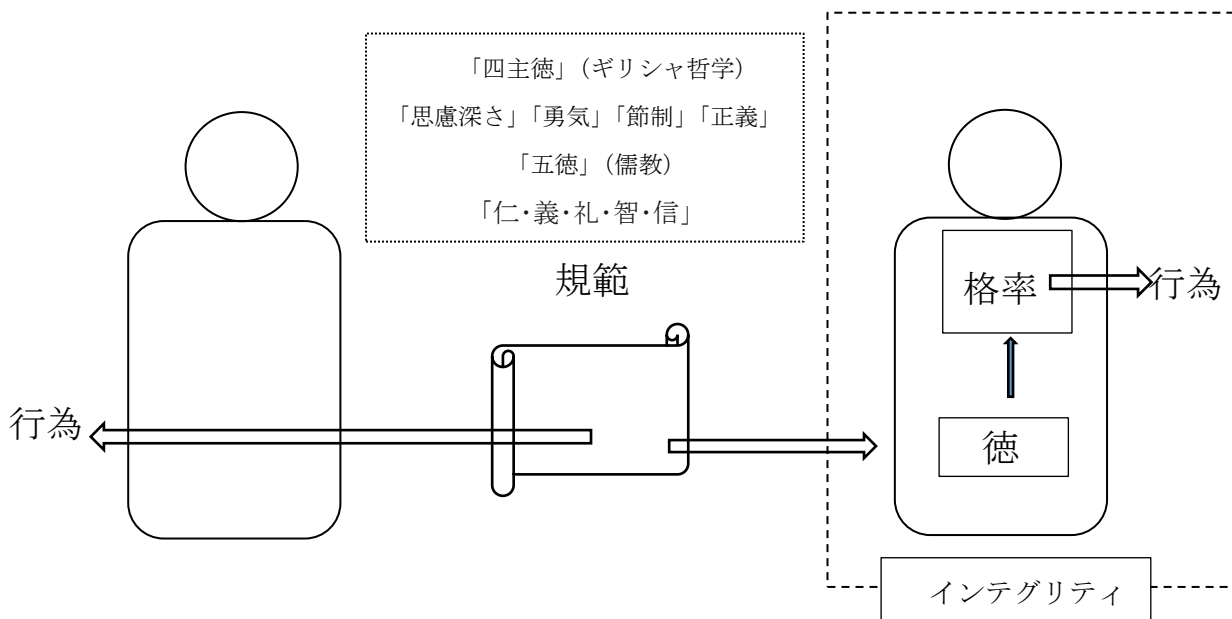 「四主徳」(ギリシャ哲学)
「思慮深さ」「勇気」「節制」「正義」
「五徳」(儒教)
「仁・義・礼・智・信」
規範
格率
行為
行為
徳
インテグリティ